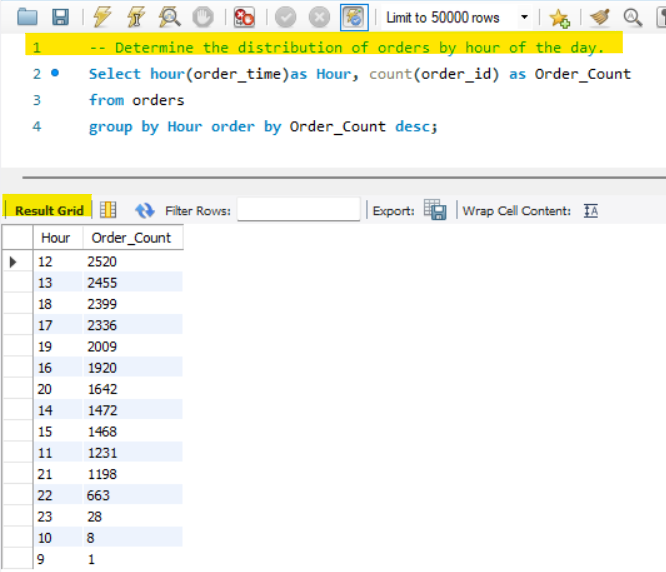 Limit to 50000 rows
1 -- Determine the distribution of orders by hour of the day.
2 Select hour(order_time)as Hour, count(order_id) as Order_Count
3 from orders
4 group by Hour order by Order_Count desc;
Result Grid Filter Rows: Export: Wrap Cell Content: IA
Hour Order_Count
12 2520
13 2455
18 2399
17 2336
19 2009
16 1920
20 1642
14 1472
15 1468
11 1231
21 1198
22 663
23 28
10 8
9 1